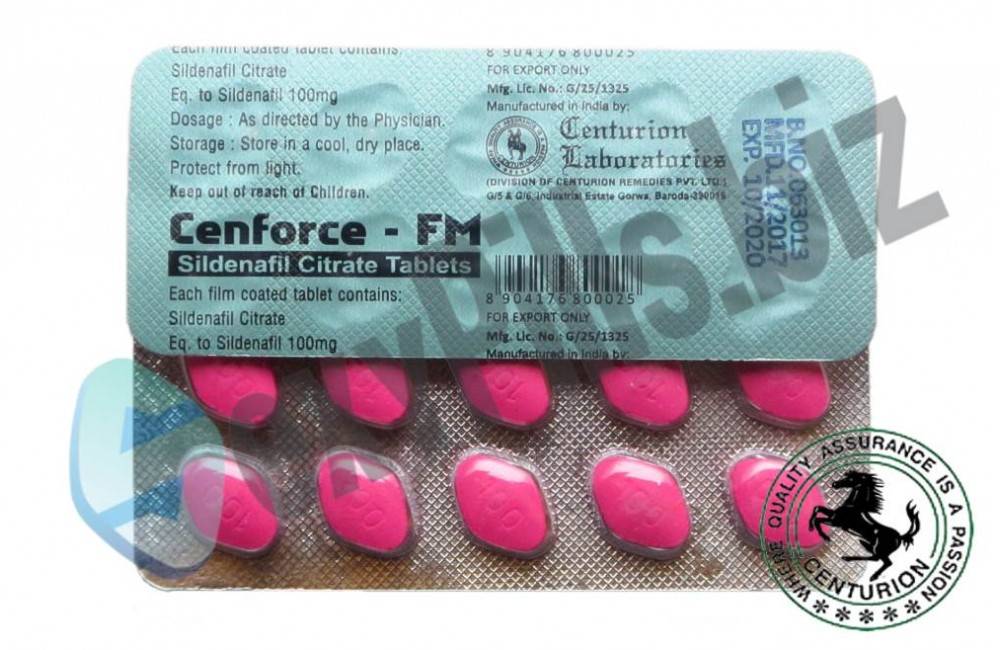 Each film coated tablet contains:
Sildenafil Citrate
Eq. to Sildenafil 100mg
Dosage : As directed by the Physician.
Storage : Store in a cool, dry place.
Protect from light.
Keep out of reach of Children.
Cenforce - FM
Sildenafil Citrate Tablets
Each film coated tablet contains:
Sildenafil Citrate
Eq. to Sildenafil 100mg
8 904176 800025
FOR EXPORT ONLY
Mfg. Lic. No.: G/25/1325
Manufactured in India by:
CENTURION
Centurion
Laboratories
(DIVISION OF CENTURION REMEDIES PVT. LTD.)
G/5 & G/6, Industrial Estate Gorwa, Baroda-390016
8 904176 800025
FOR EXPORT ONLY
Mfg. Lic. No.: G/25/1325
Manufactured in India by:
B.NO.063013
MFD.11/2017
EXP. 10/2020
100
100
100
100
WHERE QUALITY ASSURANCE IS A PASSION
CENTURION